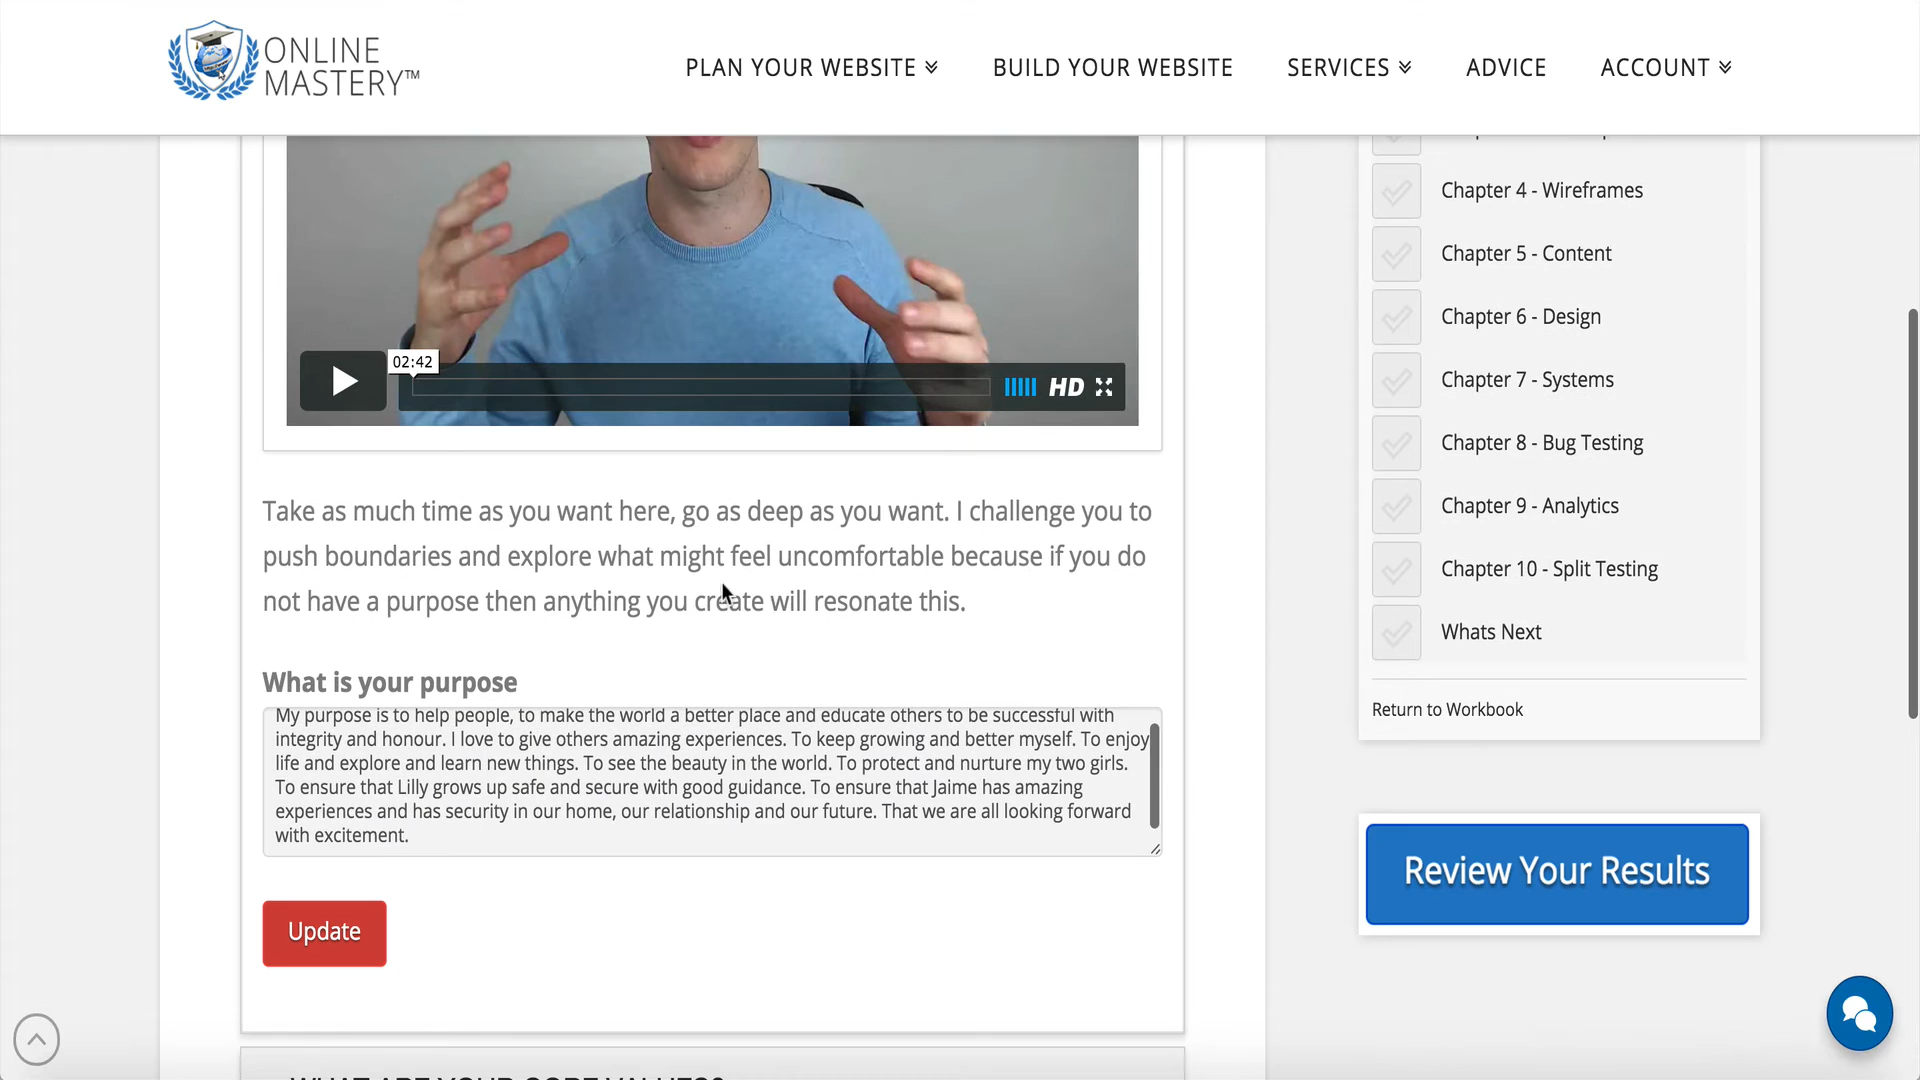 ONLINE
MASTERY™
PLAN YOUR WEBSITE
BUILD YOUR WEBSITE
SERVICES
ADVICE
ACCOUNT
02:42
HD
Take as much time as you want here, go as deep as you want. I challenge you to
push boundaries and explore what might feel uncomfortable because if you do
not have a purpose then anything you create will resonate this.
What is your purpose
My purpose is to help people, to make the world a better place and educate others to be successful with
integrity and honour. I love to give others amazing experiences. To keep growing and better myself. To enjoy
life and explore and learn new things. To see the beauty in the world. To protect and nurture my two girls.
To ensure that Lilly grows up safe and secure with good guidance. To ensure that Jaime has amazing
experiences and has security in our home, our relationship and our future. That we are all looking forward
with excitement.
Update
WHAT ARE YOUR CORE VALUES?
Chapter 4 - Wireframes
Chapter 5 - Content
Chapter 6 - Design
Chapter 7 - Systems
Chapter 8 - Bug Testing
Chapter 9 - Analytics
Chapter 10 - Split Testing
Whats Next
Return to Workbook
Review Your Results